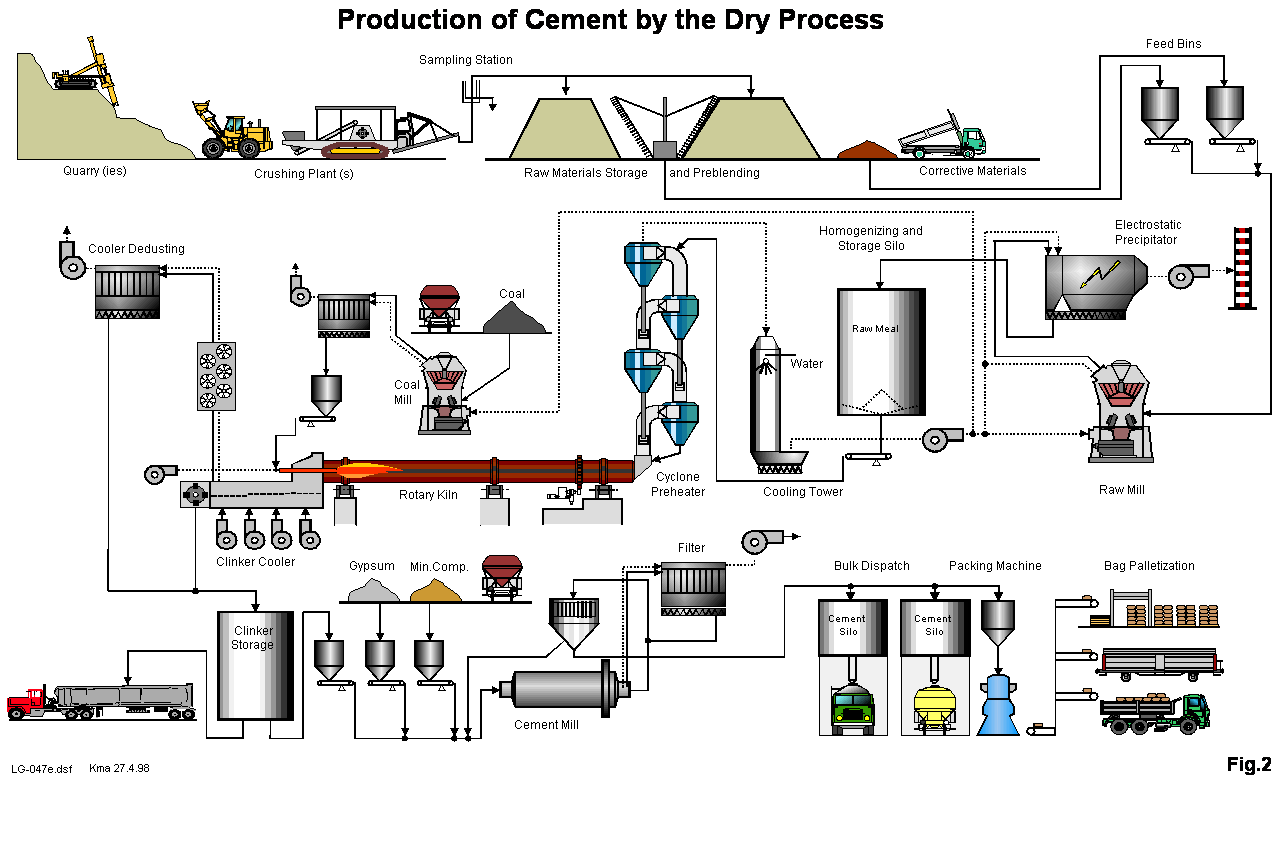 Production of Cement by the Dry Process
Feed Bins
Sampling Station
Quarry (ies)
Crushing Plant (s)
Raw Materials Storage and Preblending
Corrective Materials
Cooler Dedusting
Homogenizing and
Storage Silo
Electrostatic
Precipitator
Coal
Raw Meal
Water
Coal
Mill
Rotary Kiln
Cyclone
Preheater
Cooling Tower
Raw Mill
Clinker Cooler
Gypsum
Min.Comp.
Filter
Bulk Dispatch
Packing Machine
Bag Palletization
Clinker
Storage
Cement
Silo
Cement
Silo
Cement Mill
LG-047e.dsf Kma 27.4.98
Fig.2